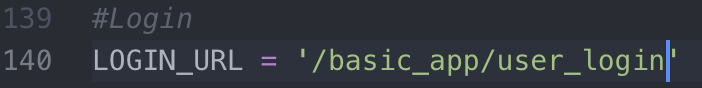 139 #Login
140 LOGIN_URL = '/basic_app/user_login'